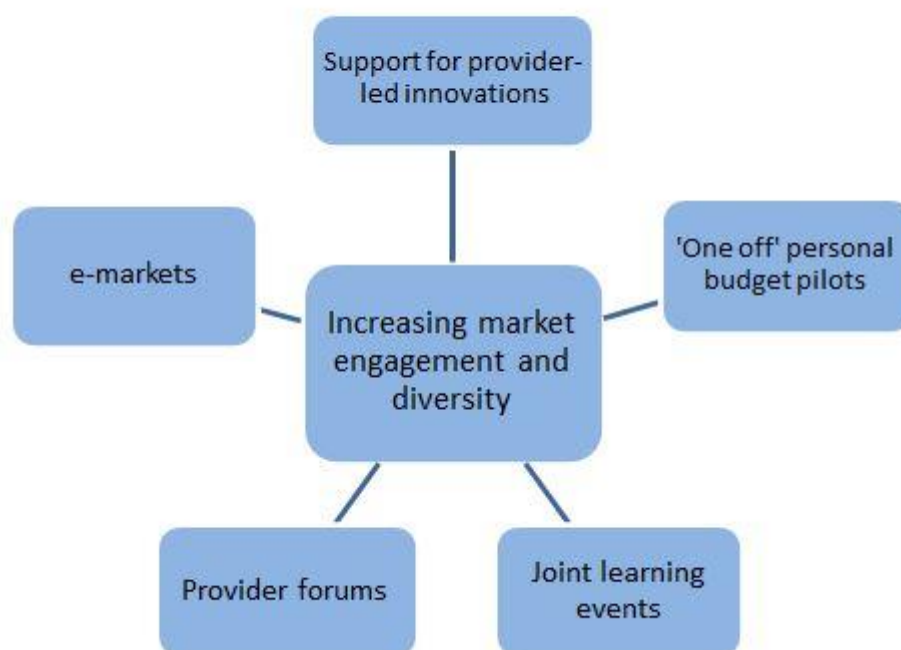 Support for provider-
led innovations
'One off' personal
budget pilots
e-markets
Increasing market
engagement and
diversity
Provider forums
Joint learning
events